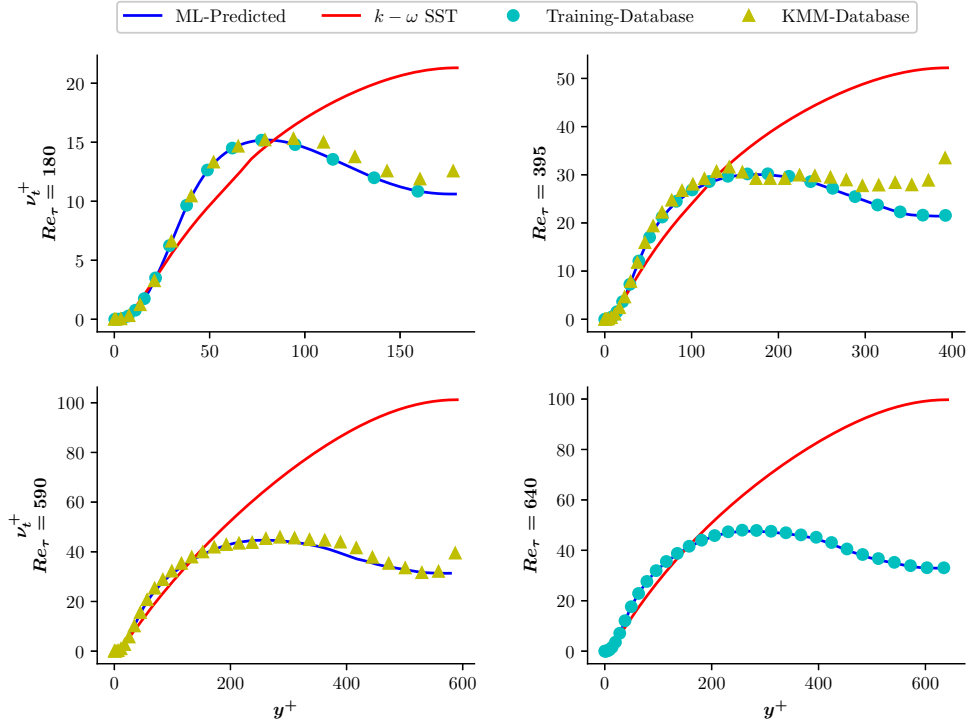 ML-Predicted k − ω SST Training-Database KMM-Database
20
15
10
5
0
0 50 100 150
ν_t^+
Re_τ = 180
50
40
30
20
10
0
0 100 200 300 400
Re_τ = 395
100
80
60
40
20
0
0 200 400 600
ν_t^+
Re_τ = 590
y^+
100
80
60
40
20
0
0 200 400 600
Re_τ = 640
y^+